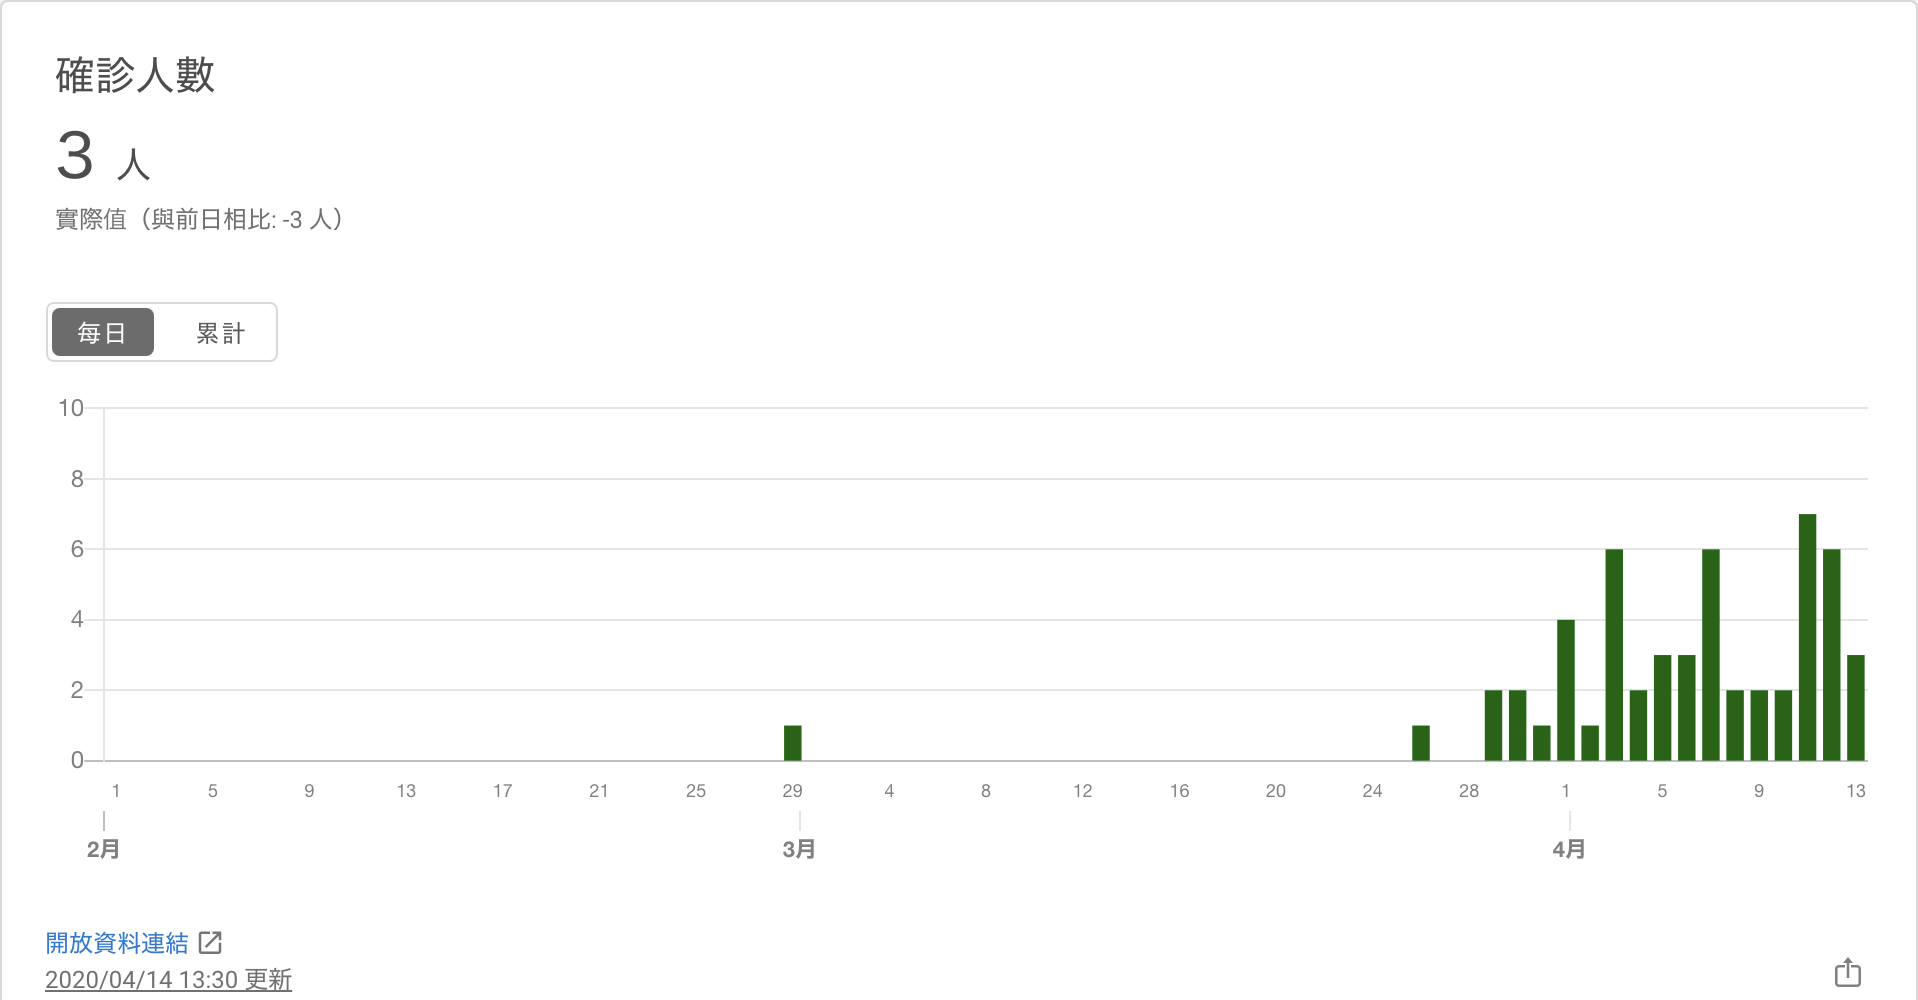 確診人數
3 人
實際值（與前日相比: -3 人）
每日 累計
10
8
6
4
2
0
1 5 9 13 17 21 25 29 4 8 12 16 20 24 28 1 5 9 13
2月 3月 4月
開放資料連結
2020/04/14 13:30 更新